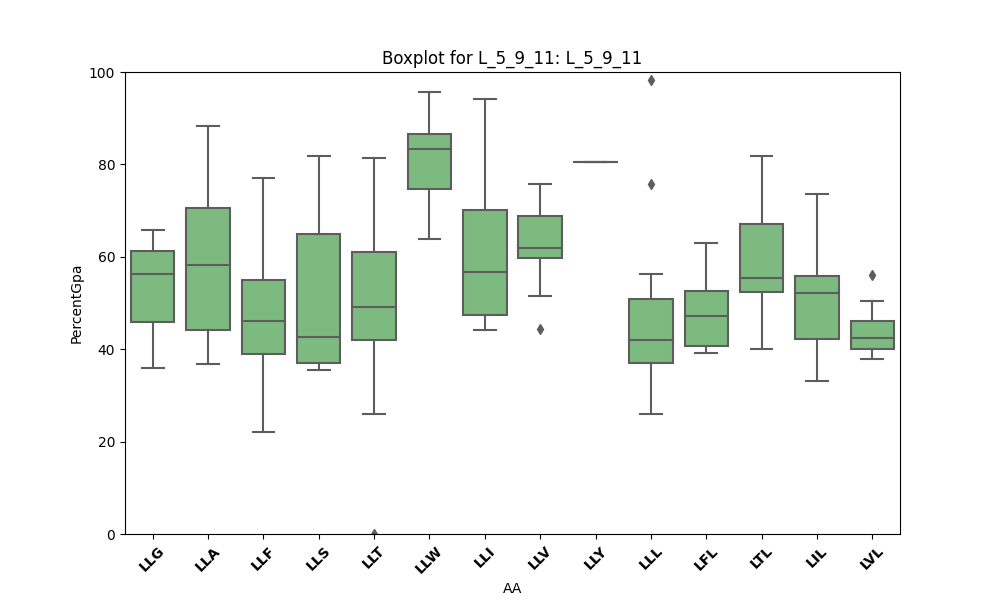 Boxplot for L_5_9_11: L_5_9_11
PercentGpa
100
80
60
40
20
0
LLG LLA LLF LLS LLT LLW LLI LLV LLY LLL LFL LTL LIL LVL
AA